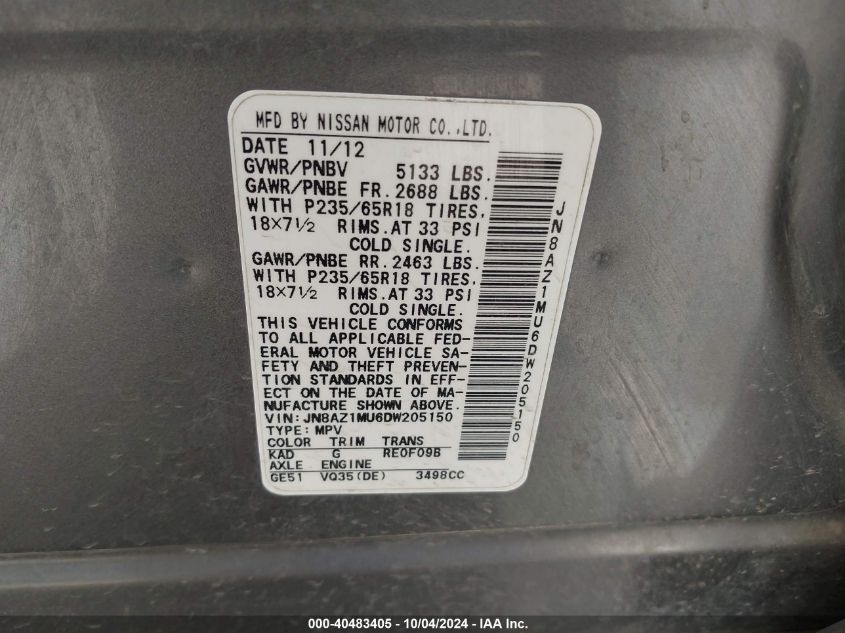 MFD BY NISSAN MOTOR CO.,LTD.
DATE 11/12
GVWR/PNBV 5133 LBS.
GAWR/PNBE FR. 2688 LBS.
WITH P235/65R18 TIRES.
18×7½ RIMS.AT 33 PSI
COLD SINGLE.
GAWR/PNBE RR. 2463 LBS.
WITH P235/65R18 TIRES.
18×7½ RIMS.AT 33 PSI
COLD SINGLE.
THIS VEHICLE CONFORMS
TO ALL APPLICABLE FED-
ERAL MOTOR VEHICLE SA-
FETY AND THEFT PREVEN-
TION STANDARDS IN EFF-
ECT ON THE DATE OF MA-
NUFACTURE SHOWN ABOVE.
VIN: JN8AZ1MU6DW205150
TYPE: MPV
COLOR TRIM TRANS
KAD G RE0F09B
AXLE ENGINE
GE51 VQ35(DE) 3498CC
JN8AZ1MU6DW205150
000-40483405 - 10/04/2024 - IAA Inc.